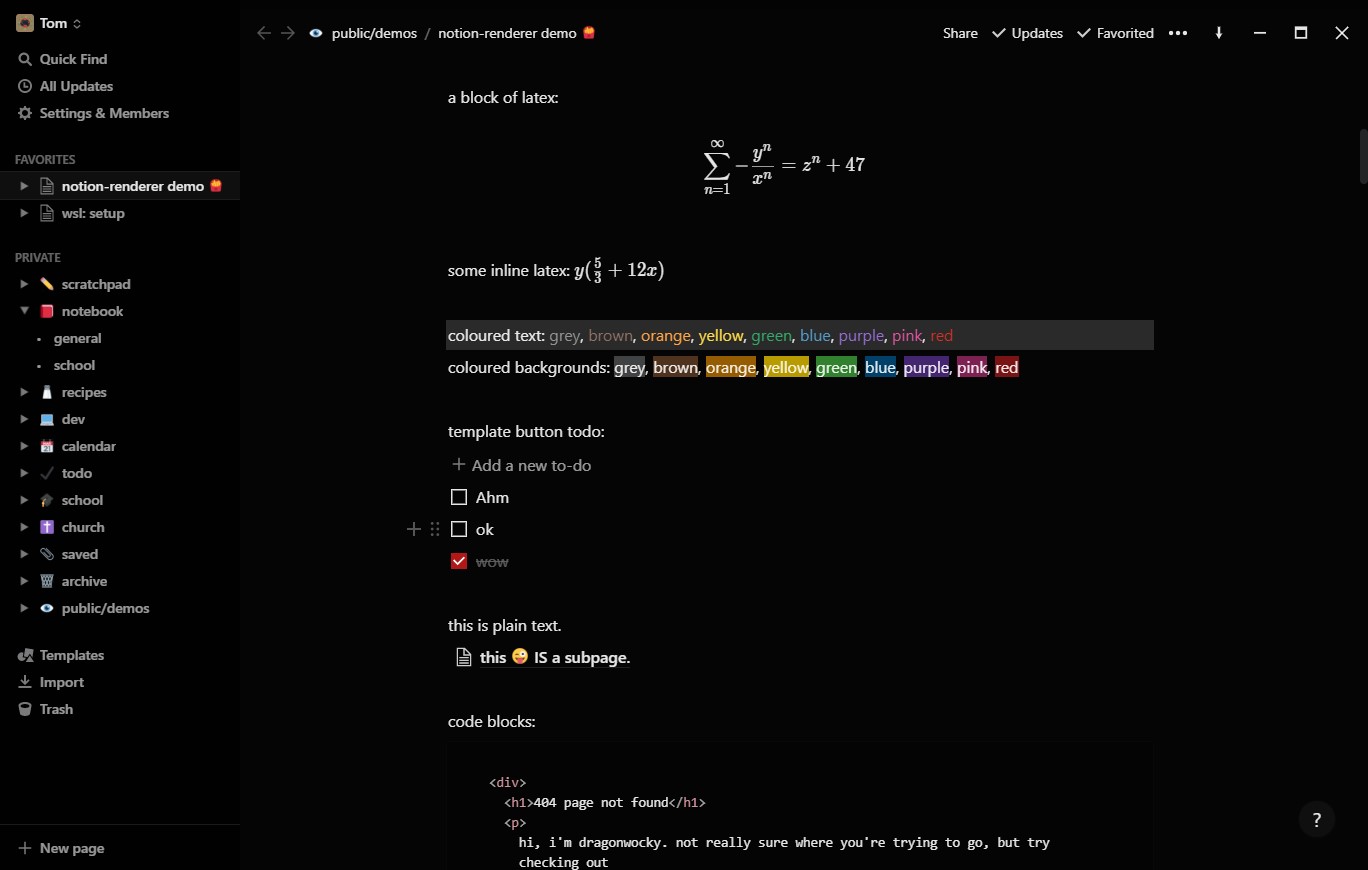 Tom
Quick Find
All Updates
Settings & Members
FAVORITES
notion-renderer demo 🍟
wsl: setup
PRIVATE
scratchpad
notebook
general
school
recipes
dev
calendar
todo
school
church
saved
archive
public/demos
Templates
Import
Trash
+ New page
public/demos / notion-renderer demo 🍟
Share ✓ Updates ✓ Favorited •••
a block of latex:
∑_{n=1}^{∞} −y^n/x^n = z^n + 47
some inline latex: y(5/3 + 12x)
coloured text: grey, brown, orange, yellow, green, blue, purple, pink, red
coloured backgrounds: grey, brown, orange, yellow, green, blue, purple, pink, red
template button todo:
+ Add a new to-do
Ahm
ok
wow
this is plain text.
this 😜 IS a subpage.
code blocks:
<div>
<h1>404 page not found</h1>
<p>
hi, i'm dragonwocky. not really sure where you're trying to go, but try
checking out
?